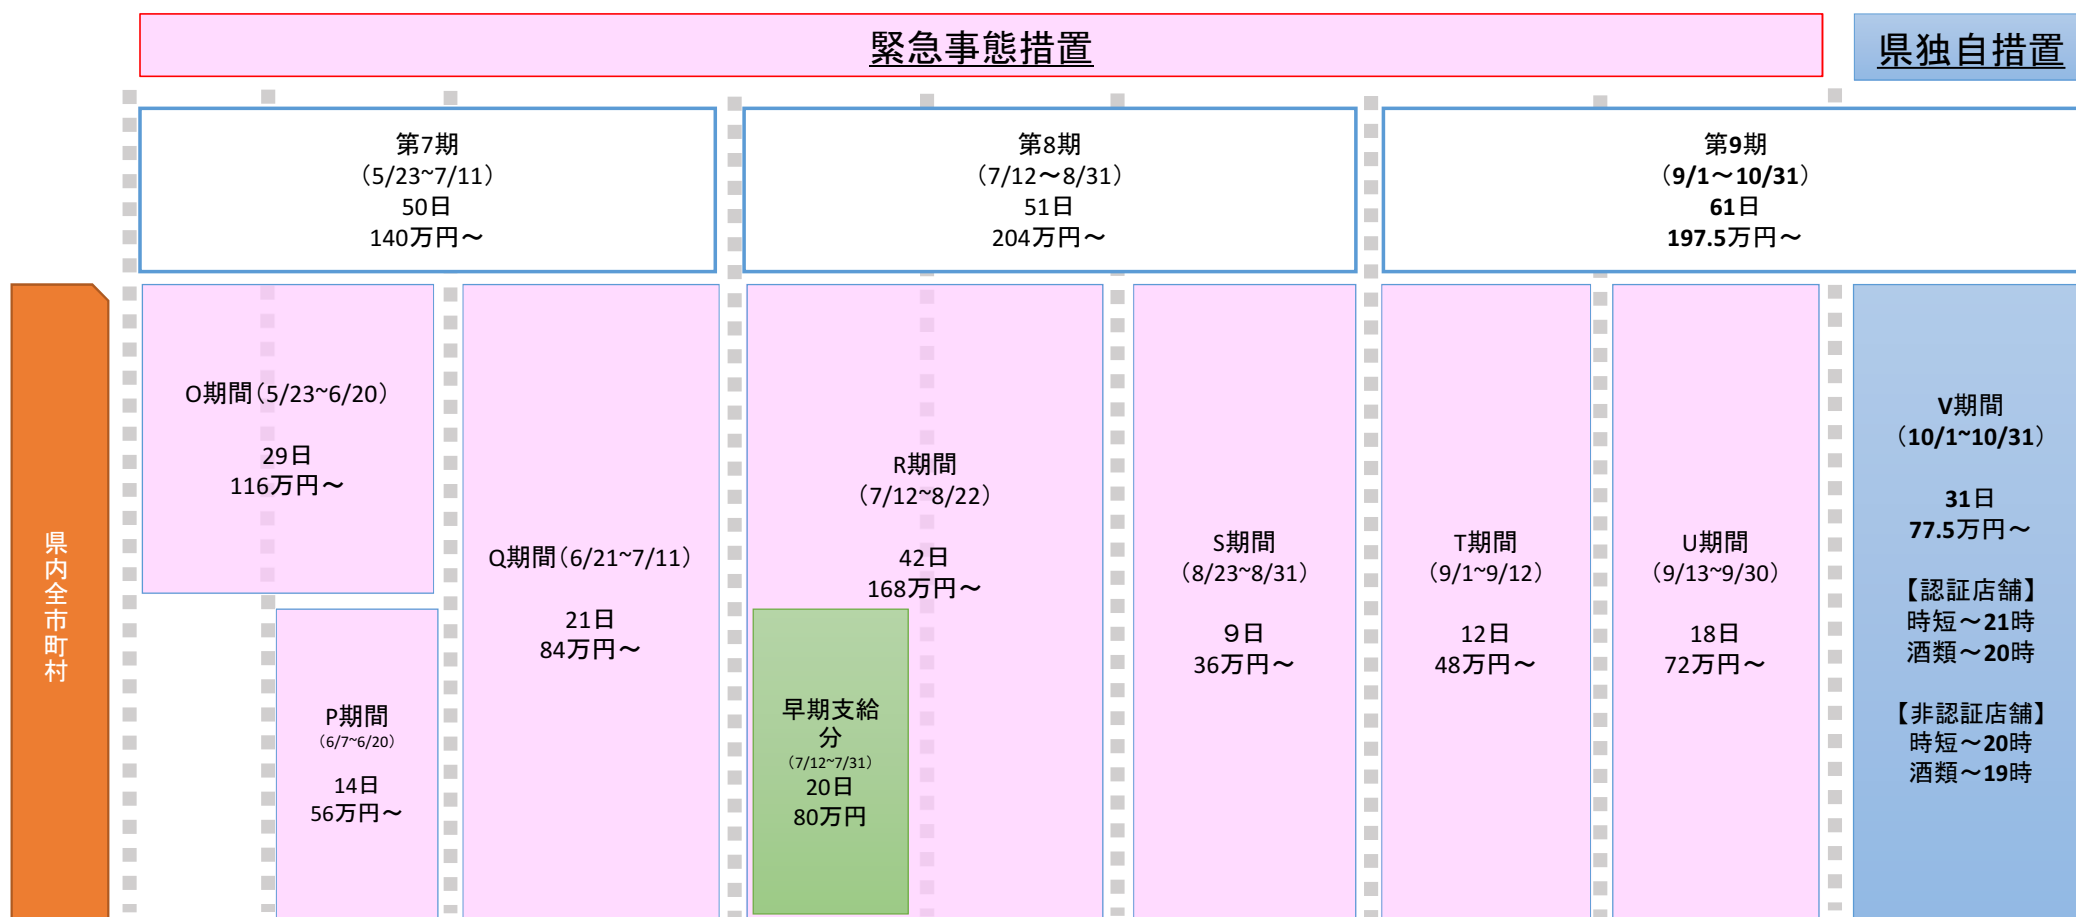 緊急事態措置
県独自措置
第7期
（5/23~7/11）
50日
140万円～
第8期
（7/12～8/31）
51日
204万円～
第9期
（9/1～10/31）
61日
197.5万円～
県内全市町村
O期間（5/23~6/20）
29日
116万円～
P期間
（6/7~6/20）
14日
56万円～
Q期間（6/21~7/11）
21日
84万円～
R期間
（7/12~8/22）
42日
168万円～
早期支給
分
（7/12~7/31）
20日
80万円
S期間
（8/23~8/31）
９日
36万円～
T期間
（9/1~9/12）
12日
48万円～
U期間
（9/13~9/30）
18日
72万円～
V期間
（10/1~10/31）
31日
77.5万円～
【認証店舗】
時短～21時
酒類～20時
【非認証店舗】
時短～20時
酒類～19時